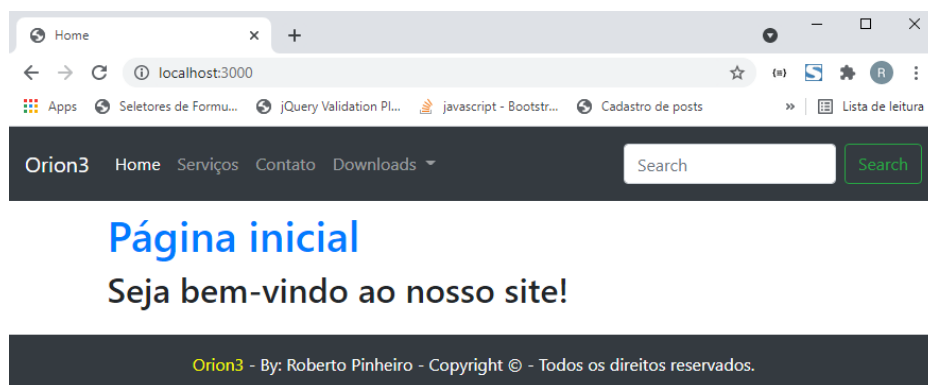 Home
localhost:3000
R
Apps Seletores de Formu... jQuery Validation Pl... javascript - Bootstr... Cadastro de posts » Lista de leitura
Orion3 Home Serviços Contato Downloads Search Search
Página inicial
Seja bem-vindo ao nosso site!
Orion3 - By: Roberto Pinheiro - Copyright © - Todos os direitos reservados.